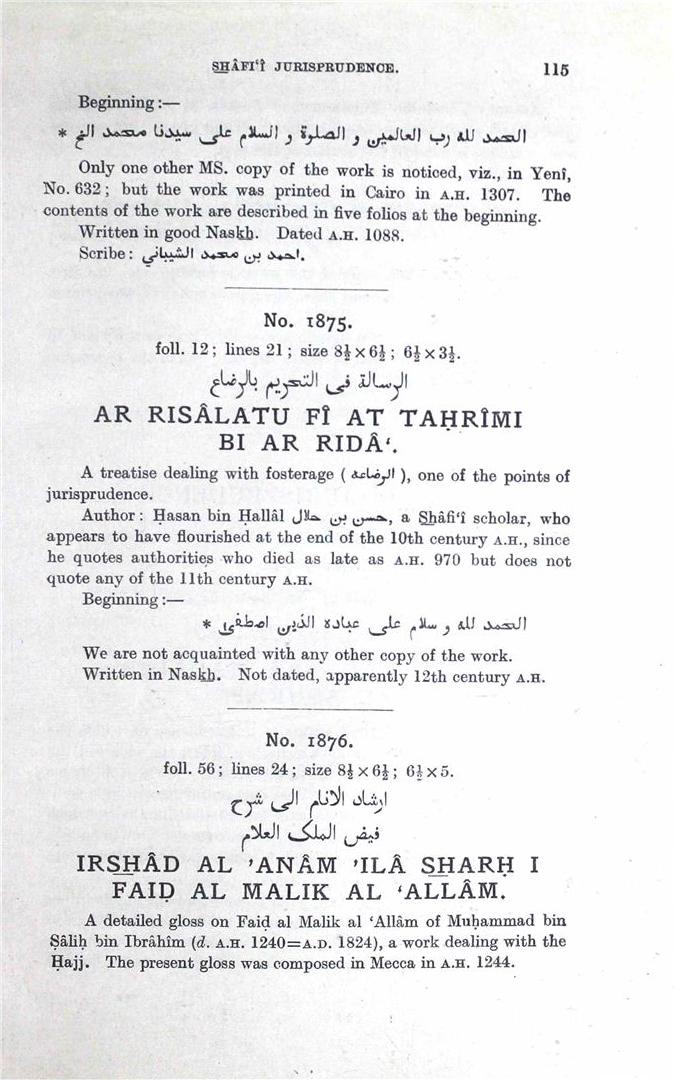 SHÂFI‘Î JURISPRUDENCE. 115
Beginning :—
الحمد لله رب العالمين و الصلوة و السلام على سيدنا محمد الخ *
Only one other MS. copy of the work is noticed, viz., in Yenî,
No. 632; but the work was printed in Cairo in A.H. 1307. The
contents of the work are described in five folios at the beginning.
Written in good Naskh. Dated A.H. 1088.
Scribe: احمد بن محمد الشيباني.
No. 1875.
foll. 12; lines 21; size 8½ × 6½; 6½ × 3½.
الرسالة فى التحريم بالرضاع
AR RISÂLATU FÎ AT TAḤRÎMI
BI AR RIDÂ‘.
A treatise dealing with fosterage (الرضاعة), one of the points of
jurisprudence.
Author: Ḥasan bin Ḥallâl حسن بن حلال, a Shâfi‘î scholar, who
appears to have flourished at the end of the 10th century A.H., since
he quotes authorities who died as late as A.H. 970 but does not
quote any of the 11th century A.H.
Beginning :—
الحمد لله و سلام على عباده الذين اصطفى *
We are not acquainted with any other copy of the work.
Written in Naskh. Not dated, apparently 12th century A.H.
No. 1876.
foll. 56; lines 24; size 8½ × 6½; 6½ × 5.
ارشاد الانام الى شرح
فيض الملك العلام
IRSHÂD AL ’ANÂM ’ILÂ SHARḤ I
FAIḌ AL MALIK AL ‘ALLÂM.
A detailed gloss on Faiḍ al Malik al ‘Allâm of Muḥammad bin
Ṣâliḥ bin Ibrâhîm (d. A.H. 1240=A.D. 1824), a work dealing with the
Ḥajj. The present gloss was composed in Mecca in A.H. 1244.